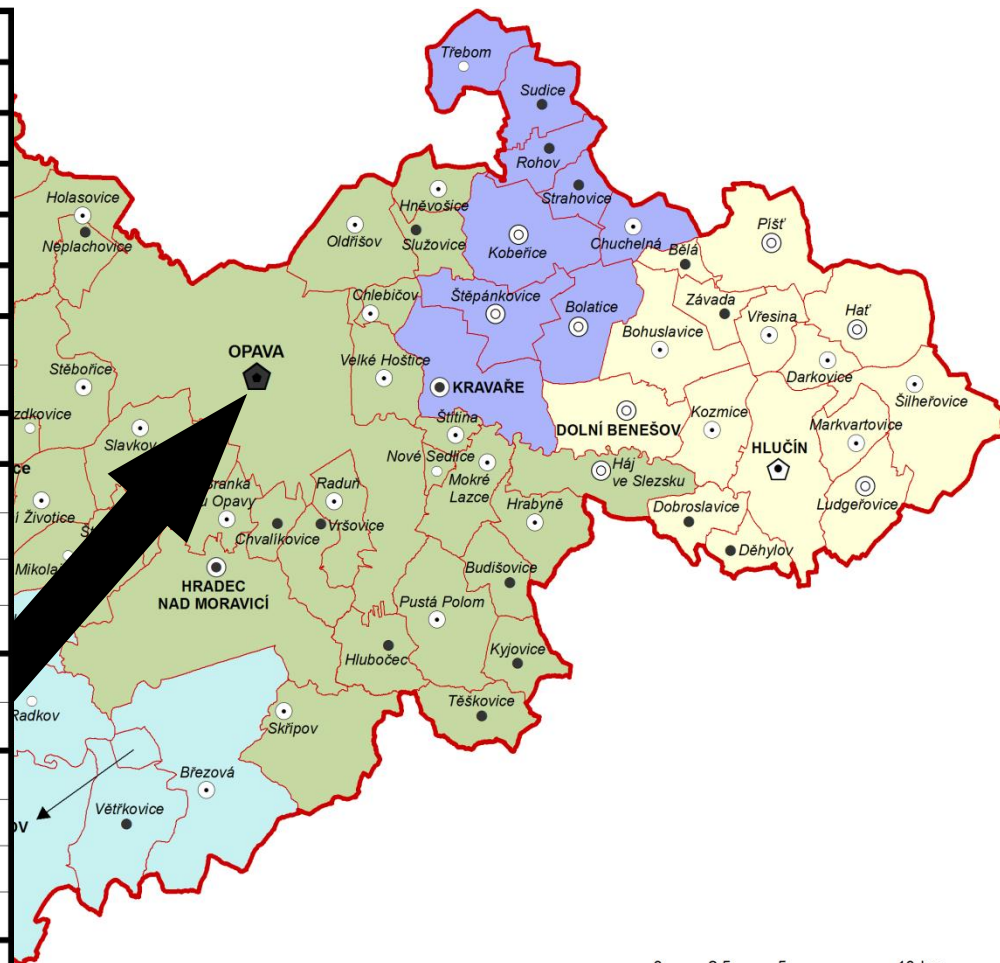 Třebom
Sudice
Rohov
Strahovice
Holasovice
Neplachovice
Hněvošice
Oldřišov
Služovice
Kobeřice
Chuchelná
Bělá
Píšť
Chlebičov
Štěpánkovice
Bolatice
Závada
Vřesina
Hať
Bohuslavice
OPAVA
Velké Hoštice
Stěbořice
KRAVAŘE
Darkovice
Šilheřovice
Slavkov
Štítina
DOLNÍ BENEŠOV
Kozmice
Markvartovice
HLUČÍN
Nové Sedlice
Mokré
Lazce
Háj
ve Slezsku
Raduň
Hrabyně
Ludgeřovice
Dobroslavice
Vršovice
Chvalíkovice
Děhylov
HRADEC
NAD MORAVICÍ
Budišovice
Pustá Polom
Hlubočec
Kyjovice
Radkov
Skřipov
Těškovice
Březová
Větřkovice